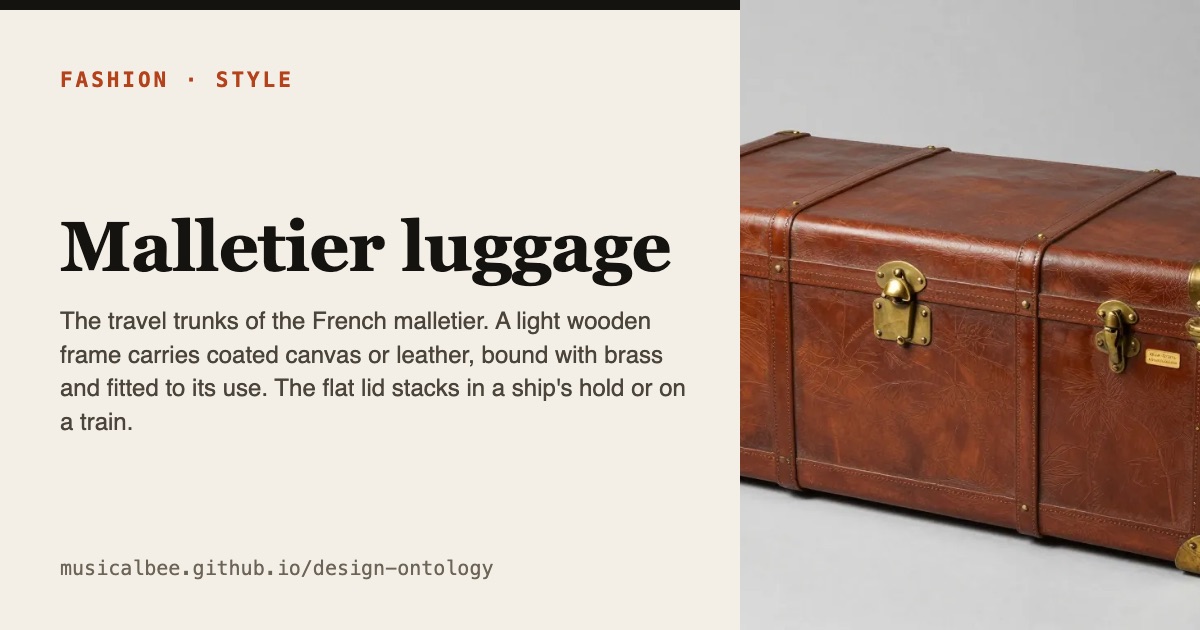 FASHION · STYLE
Malletier luggage
The travel trunks of the French malletier. A light wooden
frame carries coated canvas or leather, bound with brass
and fitted to its use. The flat lid stacks in a ship's hold or on
a train.
musicalbee.github.io/design-ontology